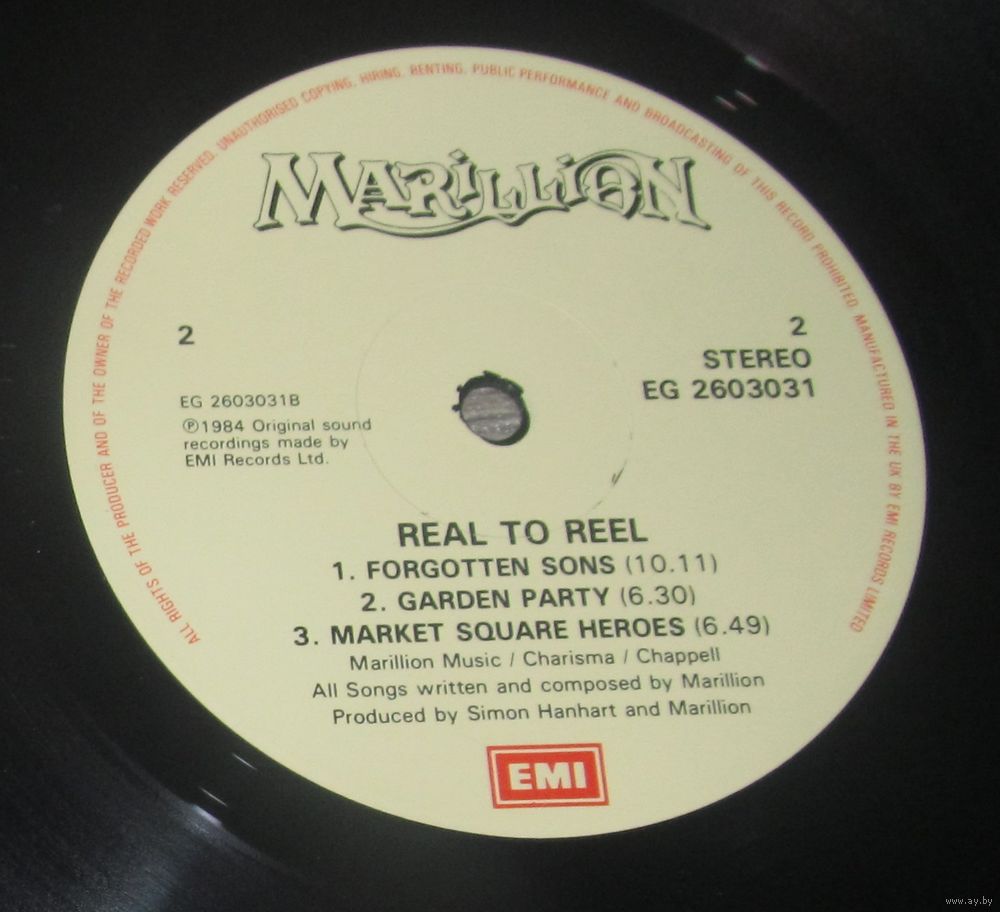 ALL RIGHTS OF THE PRODUCER AND OF THE OWNER OF THE RECORDED WORK RESERVED. UNAUTHORISED COPYING, HIRING, RENTING, PUBLIC PERFORMANCE AND BROADCASTING OF THIS RECORD PROHIBITED MANUFACTURED IN THE UK BY EMI RECORDS LIMITED
MARILLION
2
2
STEREO
EG 2603031
EG 2603031B
℗1984 Original sound
recordings made by
EMI Records Ltd.
REAL TO REEL
1. FORGOTTEN SONS (10.11)
2. GARDEN PARTY (6.30)
3. MARKET SQUARE HEROES (6.49)
Marillion Music / Charisma / Chappell
All Songs written and composed by Marillion
Produced by Simon Hanhart and Marillion
EMI
www.ay.by